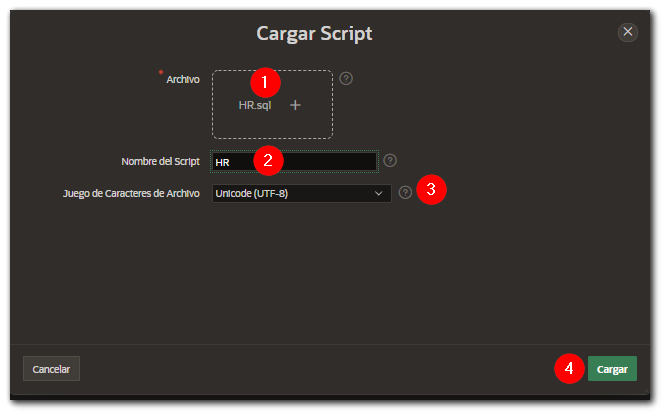 Cargar Script
* Archivo
1
HR.sql +
Nombre del Script
HR
2
Juego de Caracteres de Archivo
Unicode (UTF-8)
3
Cancelar
4
Cargar